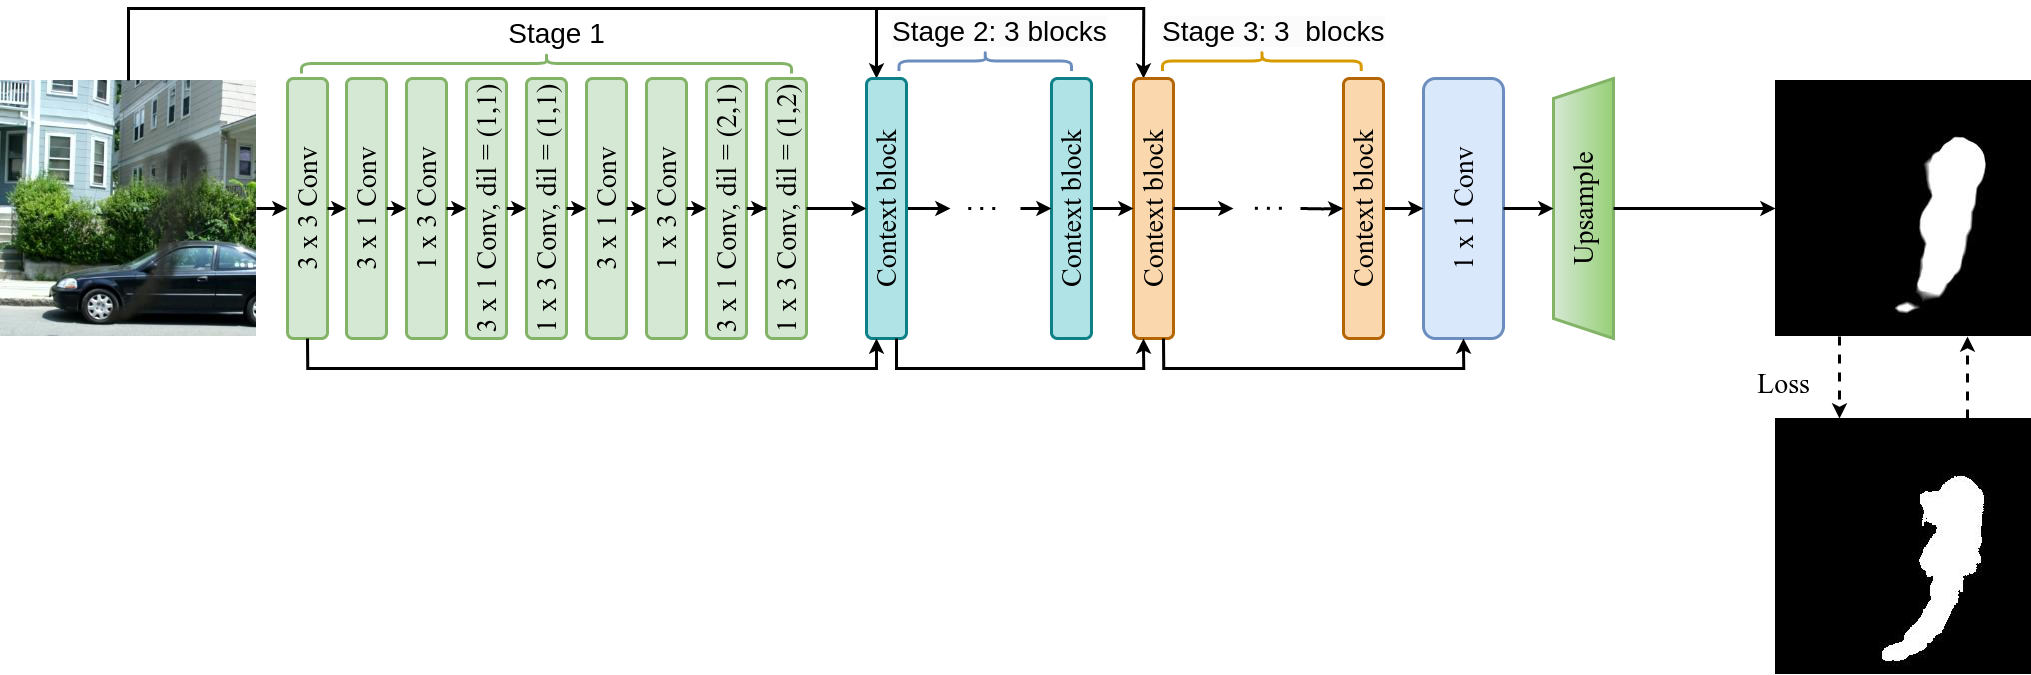 Stage 1
Stage 2: 3 blocks
Stage 3: 3 blocks
3 x 3 Conv
3 x 1 Conv
1 x 3 Conv
3 x 1 Conv, dil = (1,1)
1 x 3 Conv, dil = (1,1)
3 x 1 Conv
1 x 3 Conv
3 x 1 Conv, dil = (2,1)
1 x 3 Conv, dil = (1,2)
Context block
...
Context block
Context block
...
Context block
1 x 1 Conv
Upsample
Loss